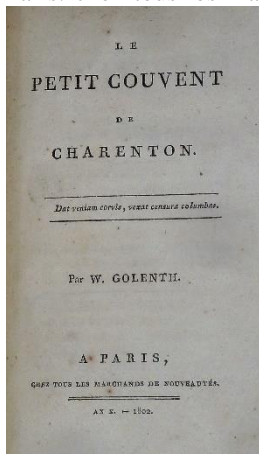 LE
PETIT COUVENT
DE
CHARENTON.
Dat veniam corvis, vexat censura columbas.
Par W. GOLENTH.
A PARIS,
CHEZ TOUS LES MARCHANDS DE NOUVEAUTÉS.
AN X. — 1802.